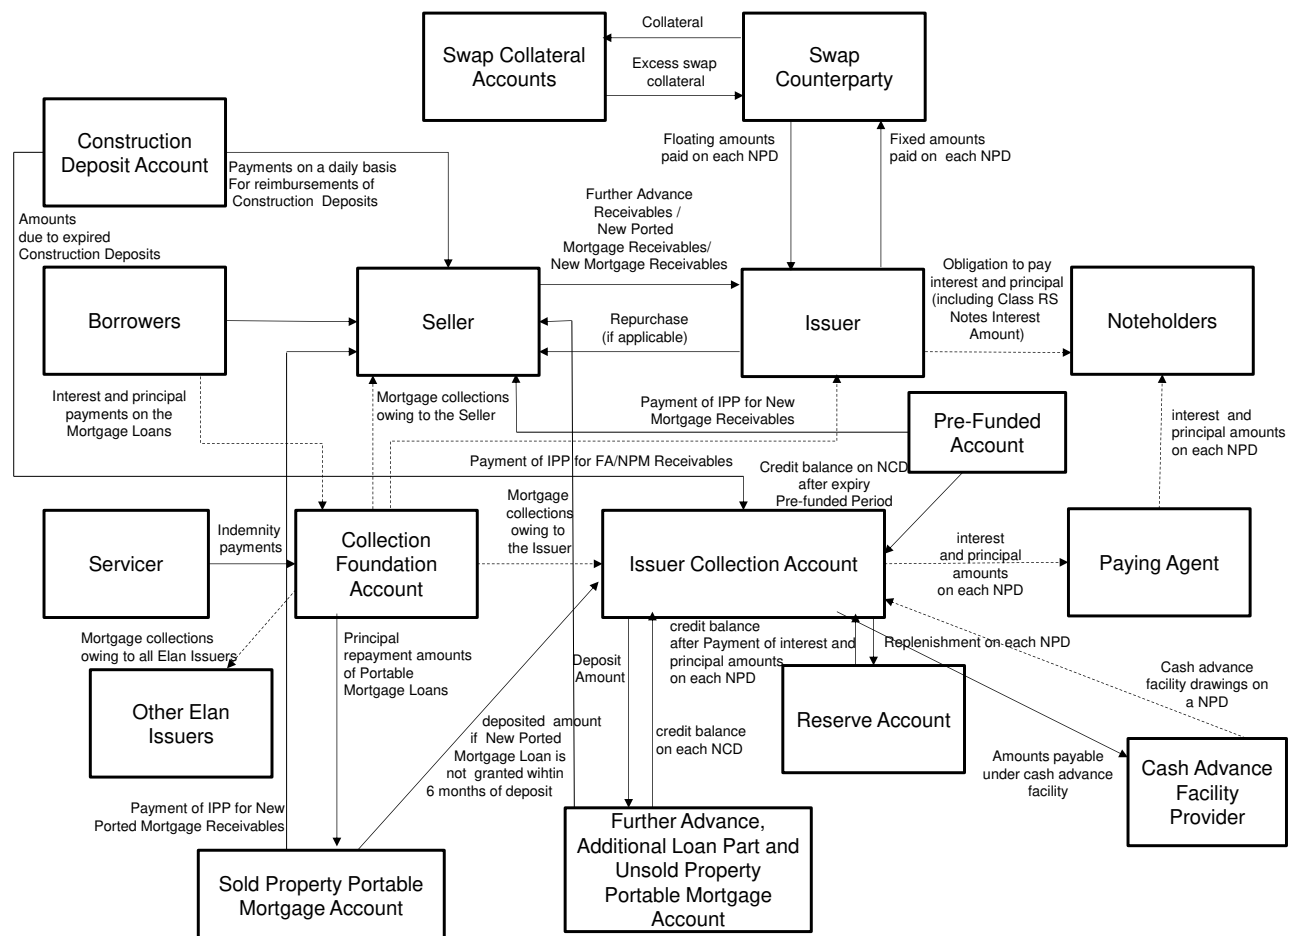 Collateral
Swap Collateral
Accounts
Swap
Counterparty
Excess swap
collateral
Construction
Deposit Account
Floating amounts
paid on each NPD
Fixed amounts
paid on each NPD
Payments on a daily basis
For reimbursements of
Construction Deposits
Amounts
due to expired
Construction Deposits
Further Advance
Receivables /
New Ported
Mortgage Receivables/
New Mortgage Receivables
Obligation to pay
interest and principal
(including Class RS
Notes Interest
Amount)
Borrowers
Seller
Repurchase
(if applicable)
Issuer
Noteholders
Interest and principal
payments on the
Mortgage Loans
Mortgage collections
owing to the Seller
Payment of IPP for New
Mortgage Receivables
Pre-Funded
Account
interest and
principal amounts
on each NPD
Payment of IPP for FA/NPM Receivables
Credit balance on NCD
after expiry
Pre-funded Period
Mortgage
collections
owing to
the Issuer
Servicer
Indemnity
payments
Collection
Foundation
Account
Issuer Collection Account
interest
and principal
amounts
on each NPD
Paying Agent
Mortgage collections
owing to all Elan Issuers
Principal
repayment amounts
of Portable
Mortgage Loans
Deposit
Amount
credit balance
after Payment of interest and
principal amounts
on each NPD
Replenishment on each NPD
Cash advance
facility drawings on
a NPD
Other Elan
Issuers
Reserve Account
deposited amount
if New Ported
Mortgage Loan is
not granted wihtin
6 months of deposit
credit balance
on each NCD
Amounts payable
under cash advance
facility
Cash Advance
Facility
Provider
Payment of IPP for New
Ported Mortgage Receivables
Further Advance,
Additional Loan Part and
Unsold Property
Portable Mortgage
Account
Sold Property Portable
Mortgage Account